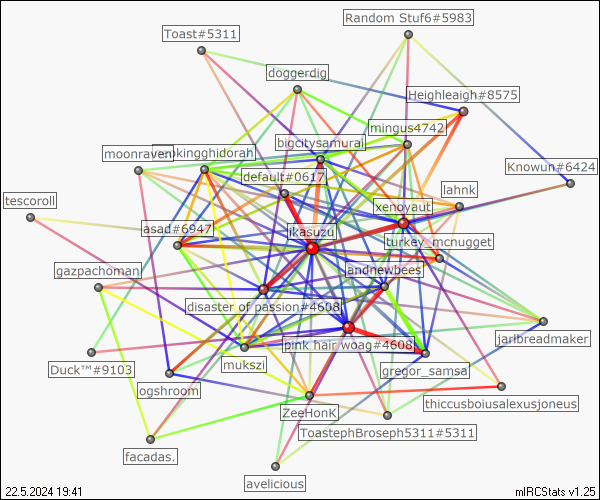 Random Stuf6#5983
Toast#5311
doggerdig
Heighleaigh#8575
mingus4742
bigcitysamurai
moonraven
Knowun#6424
default#0617
lahnk
tescoroll
xenoyaut
asad#6947
ikasuzu
turkey_mcnugget
gazpachoman
andnewbees
disaster of passion#4608
jarlbreadmaker
pink hair woag#4608
mukszi
Duck™#9103
gregor_samsa
ogshroom
thiccusboiusalexusjoneus
ZeeHonK
ToastephBroseph5311#5311
facadas.
avelicious
22.5.2024 19:41
mIRCStats v1.25